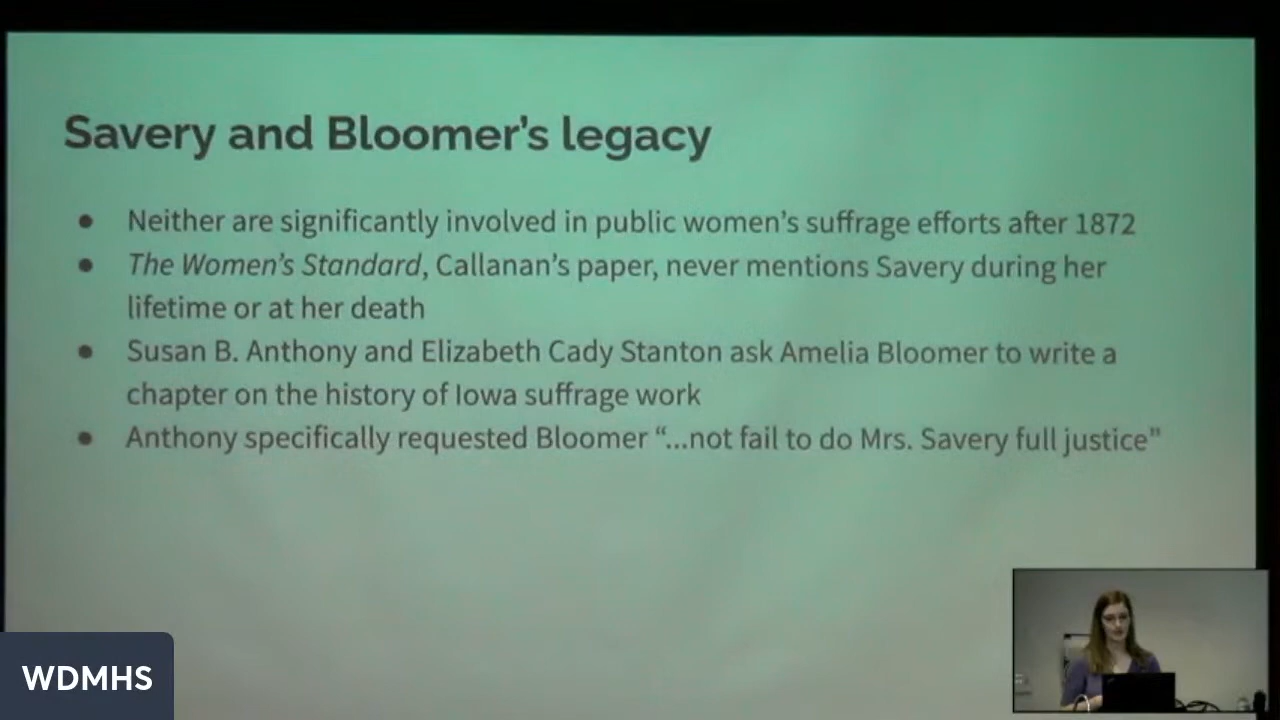 Savery and Bloomer's legacy
● Neither are significantly involved in public women's suffrage efforts after 1872
● The Women's Standard, Callanan's paper, never mentions Savery during her
lifetime or at her death
● Susan B. Anthony and Elizabeth Cady Stanton ask Amelia Bloomer to write a
chapter on the history of Iowa suffrage work
● Anthony specifically requested Bloomer “...not fail to do Mrs. Savery full justice”
WDMHS